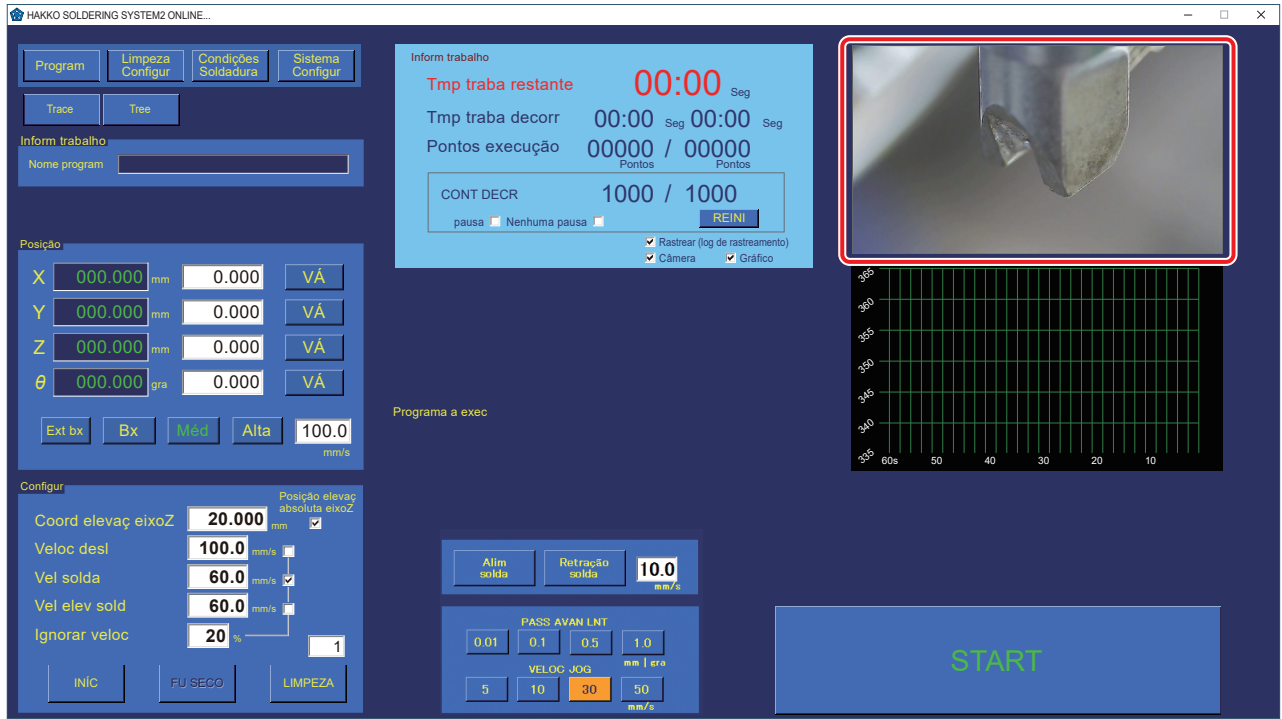 HAKKO SOLDERING SYSTEM2 ONLINE...
Program
Limpeza
Configur
Condições
Soldadura
Sistema
Configur
Trace
Tree
Inform trabalho
Nome program
Posição
X 000.000 mm 0.000 VÁ
Y 000.000 mm 0.000 VÁ
Z 000.000 mm 0.000 VÁ
θ 000.000 gra 0.000 VÁ
Ext bx Bx Méd Alta 100.0
mm/s
Configur
Posição elevaç
absoluta eixoZ
Coord elevaç eixoZ 20.000 mm
Veloc desl 100.0 mm/s
Vel solda 60.0 mm/s
Vel elev sold 60.0 mm/s
Ignorar veloc 20 %
1
INÍC FU SECO LIMPEZA
Inform trabalho
Tmp traba restante 00:00 Seg
Tmp traba decorr 00:00 Seg 00:00 Seg
Pontos execução 00000 / 00000
Pontos Pontos
CONT DECR 1000 / 1000
pausa Nenhuma pausa REINI
Rastrear (log de rastreamento)
Câmera Gráfico
Programa a exec
Alim
solda
Retração
solda
10.0
mm/s
PASS AVAN LNT
0.01 0.1 0.5 1.0
mm | gra
VELOC JOG
5 10 30 50
mm/s
365
360
355
350
345
340
335
60s 50 40 30 20 10
START